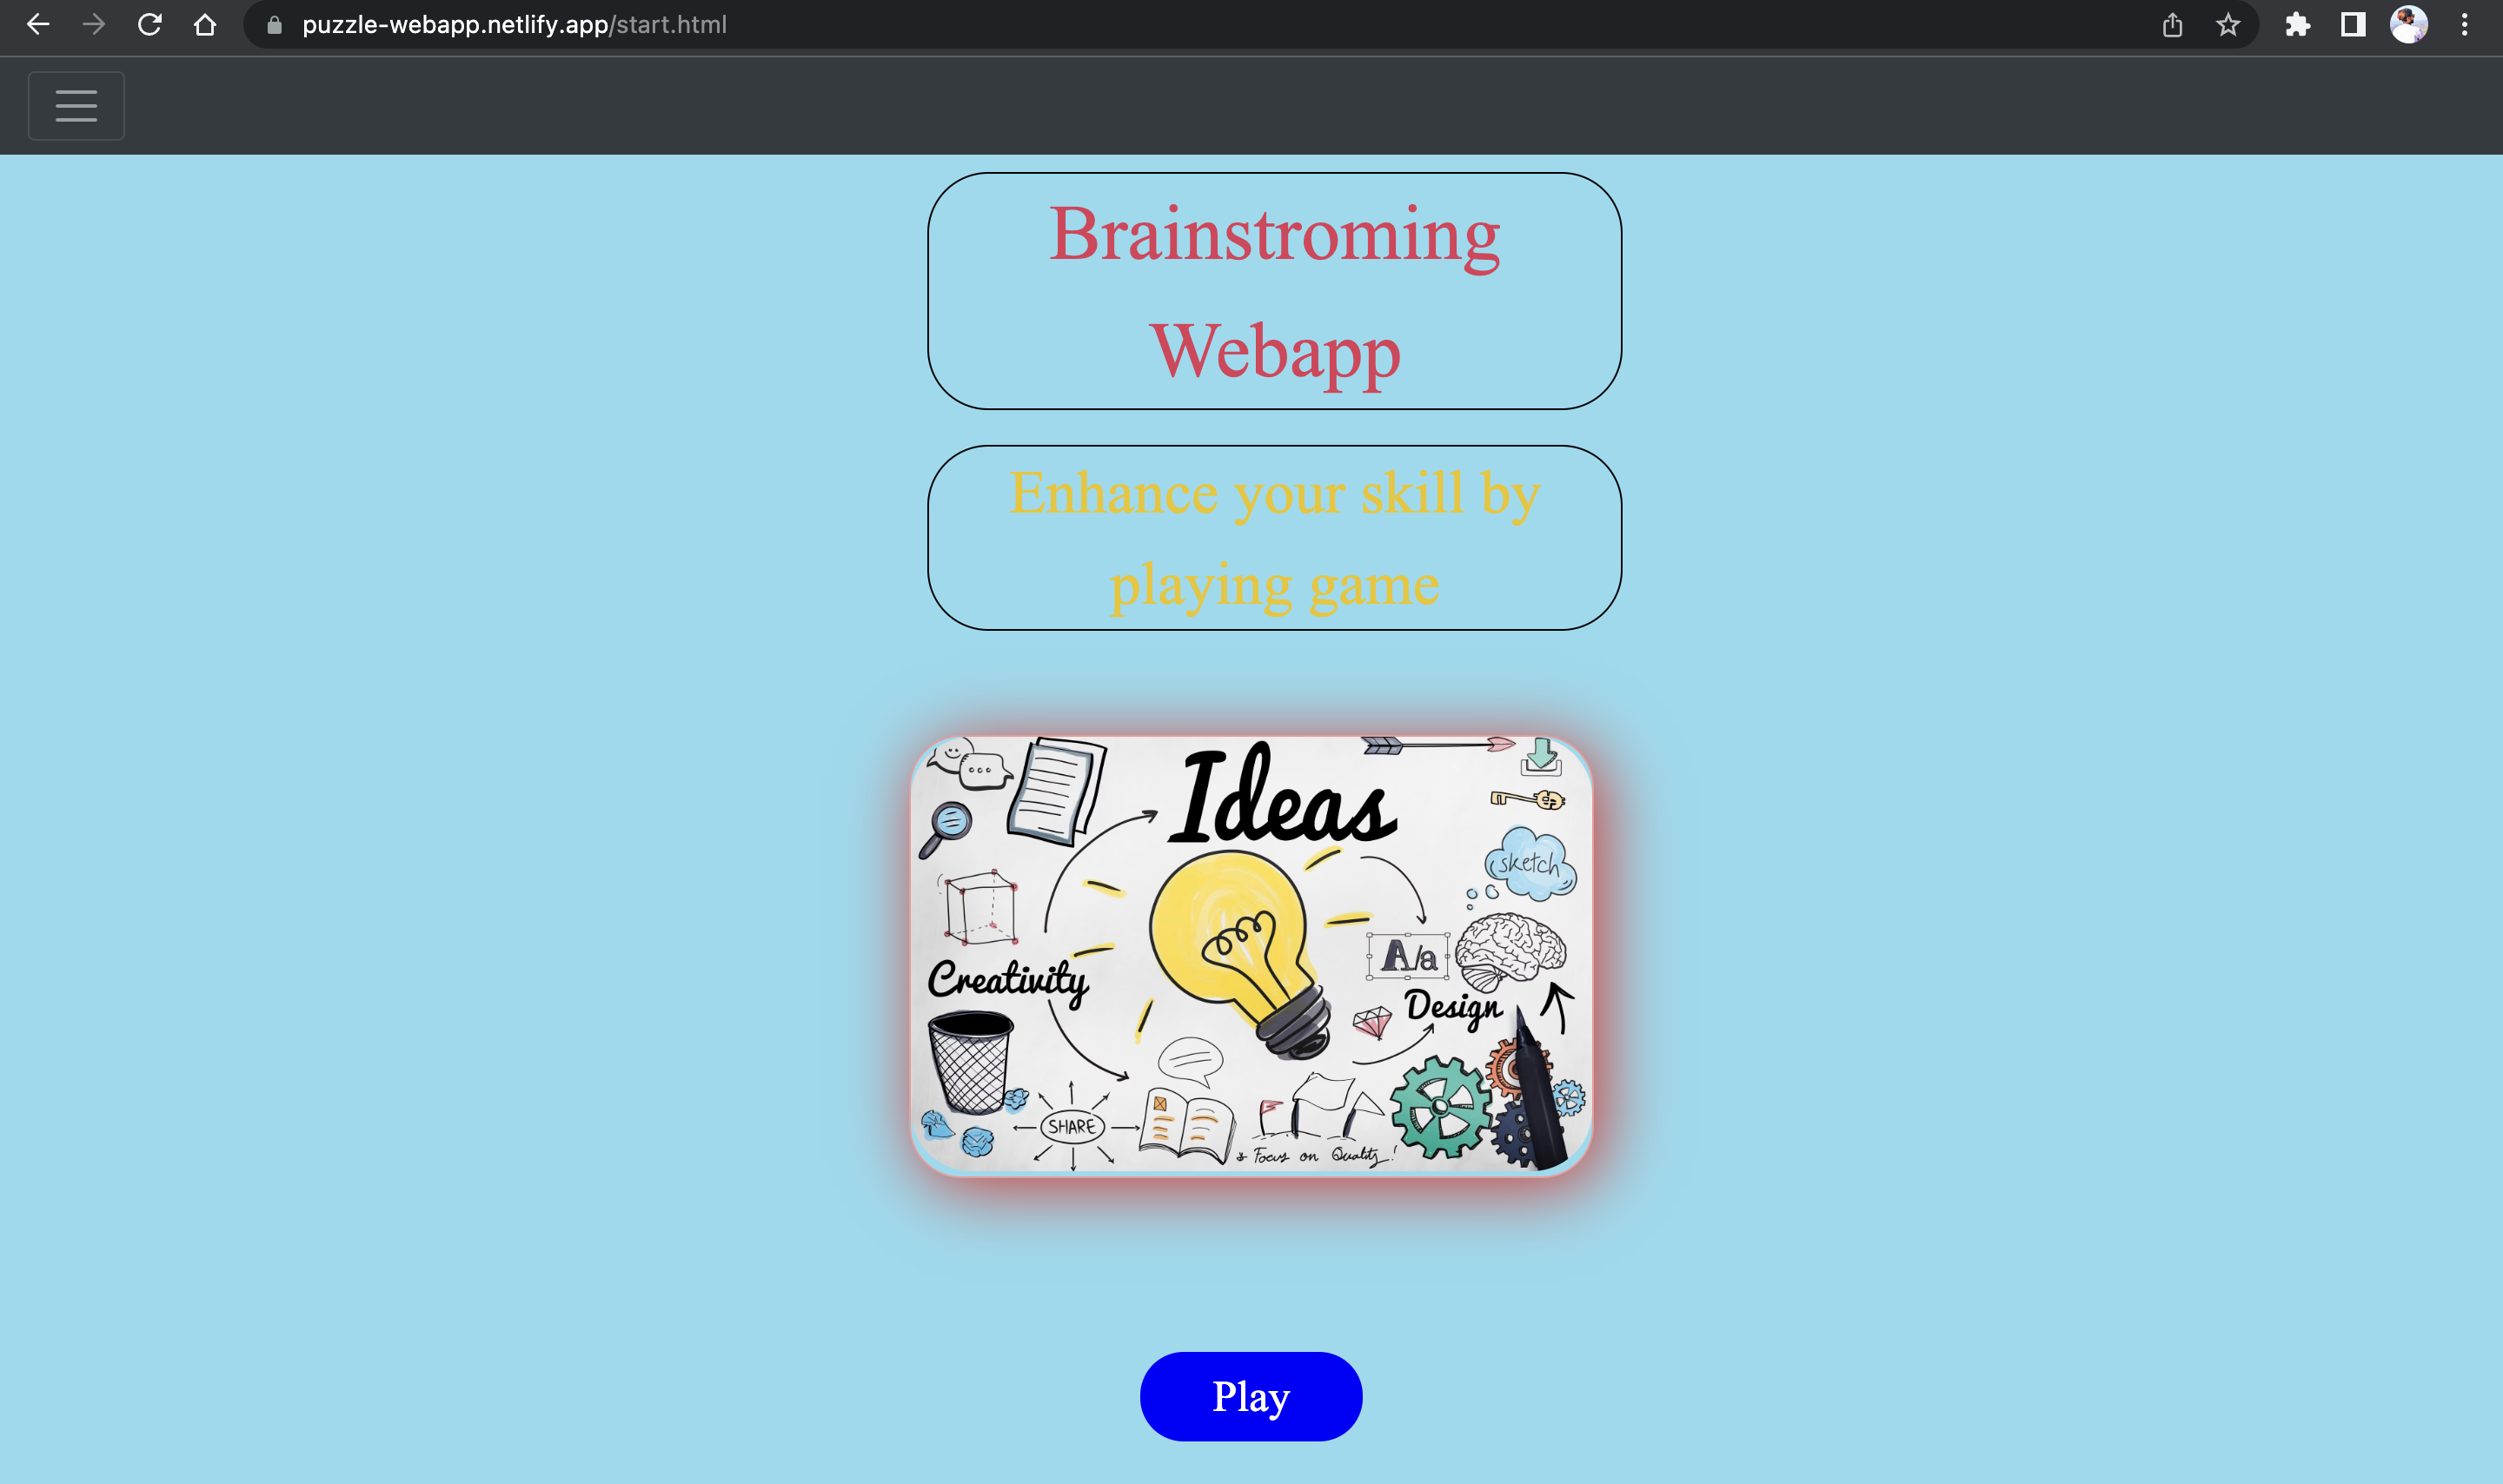 puzzle-webapp.netlify.app/start.html
Brainstroming
Webapp
Enhance your skill by
playing game
Ideas
sketch
A/a
Creativity
Design
SHARE
* Focus on Quality!
Play